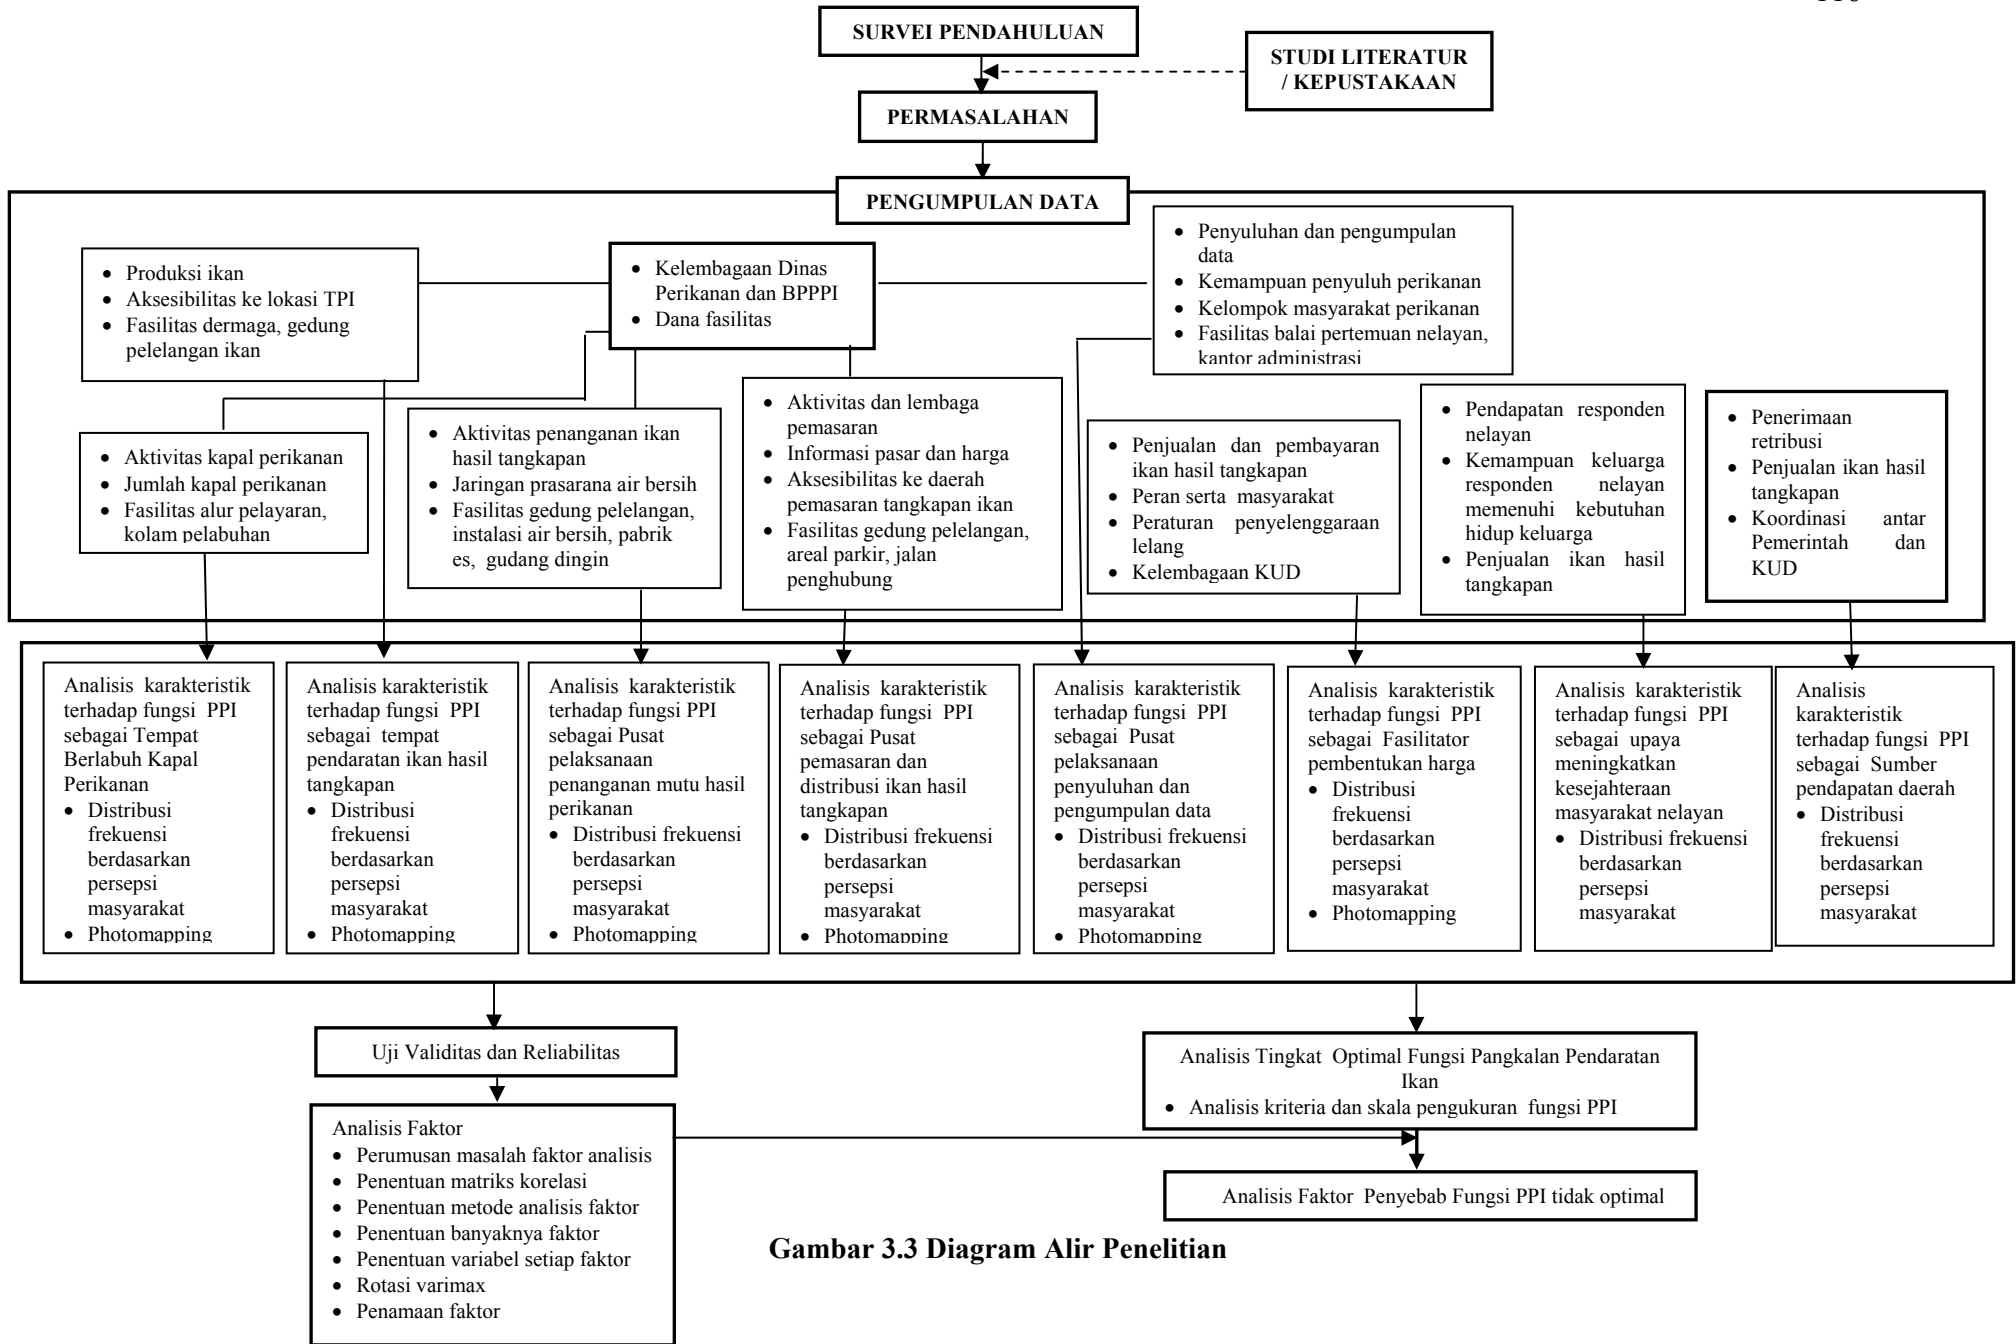 SURVEI PENDAHULUAN
STUDI LITERATUR
/ KEPUSTAKAAN
PERMASALAHAN
PENGUMPULAN DATA
• Produksi ikan
• Aksesibilitas ke lokasi TPI
• Fasilitas dermaga, gedung
pelelangan ikan
• Kelembagaan Dinas
Perikanan dan BPPPI
• Dana fasilitas
• Penyuluhan dan pengumpulan
data
• Kemampuan penyuluh perikanan
• Kelompok masyarakat perikanan
• Fasilitas balai pertemuan nelayan,
kantor administrasi
• Aktivitas kapal perikanan
• Jumlah kapal perikanan
• Fasilitas alur pelayaran,
kolam pelabuhan
• Aktivitas penanganan ikan
hasil tangkapan
• Jaringan prasarana air bersih
• Fasilitas gedung pelelangan,
instalasi air bersih, pabrik
es, gudang dingin
• Aktivitas dan lembaga
pemasaran
• Informasi pasar dan harga
• Aksesibilitas ke daerah
pemasaran tangkapan ikan
• Fasilitas gedung pelelangan,
areal parkir, jalan
penghubung
• Penjualan dan pembayaran
ikan hasil tangkapan
• Peran serta masyarakat
• Peraturan penyelenggaraan
lelang
• Kelembagaan KUD
• Pendapatan responden
nelayan
• Kemampuan keluarga
responden nelayan
memenuhi kebutuhan
hidup keluarga
• Penjualan ikan hasil
tangkapan
• Penerimaan
retribusi
• Penjualan ikan hasil
tangkapan
• Koordinasi antar
Pemerintah dan
KUD
Analisis karakteristik
terhadap fungsi PPI
sebagai Tempat
Berlabuh Kapal
Perikanan
• Distribusi
frekuensi
berdasarkan
persepsi
masyarakat
• Photomapping
Analisis karakteristik
terhadap fungsi PPI
sebagai tempat
pendaratan ikan hasil
tangkapan
• Distribusi
frekuensi
berdasarkan
persepsi
masyarakat
• Photomapping
Analisis karakteristik
terhadap fungsi PPI
sebagai Pusat
pelaksanaan
penanganan mutu hasil
perikanan
• Distribusi frekuensi
berdasarkan
persepsi
masyarakat
• Photomapping
Analisis karakteristik
terhadap fungsi PPI
sebagai Pusat
pemasaran dan
distribusi ikan hasil
tangkapan
• Distribusi frekuensi
berdasarkan
persepsi
masyarakat
• Photomapping
Analisis karakteristik
terhadap fungsi PPI
sebagai Pusat
pelaksanaan
penyuluhan dan
pengumpulan data
• Distribusi frekuensi
berdasarkan
persepsi
masyarakat
• Photomapping
Analisis karakteristik
terhadap fungsi PPI
sebagai Fasilitator
pembentukan harga
• Distribusi
frekuensi
berdasarkan
persepsi
masyarakat
• Photomapping
Analisis karakteristik
terhadap fungsi PPI
sebagai upaya
meningkatkan
kesejahteraan
masyarakat nelayan
• Distribusi frekuensi
berdasarkan
persepsi
masyarakat
Analisis
karakteristik
terhadap fungsi PPI
sebagai Sumber
pendapatan daerah
• Distribusi
frekuensi
berdasarkan
persepsi
masyarakat
Uji Validitas dan Reliabilitas
Analisis Faktor
• Perumusan masalah faktor analisis
• Penentuan matriks korelasi
• Penentuan metode analisis faktor
• Penentuan banyaknya faktor
• Penentuan variabel setiap faktor
• Rotasi varimax
• Penamaan faktor
Analisis Tingkat Optimal Fungsi Pangkalan Pendaratan
Ikan
• Analisis kriteria dan skala pengukuran fungsi PPI
Analisis Faktor Penyebab Fungsi PPI tidak optimal
Gambar 3.3 Diagram Alir Penelitian